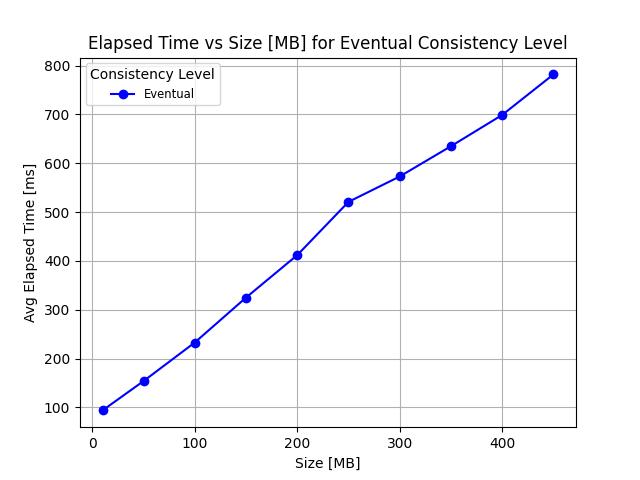 Elapsed Time vs Size [MB] for Eventual Consistency Level
Consistency Level
Eventual
Avg Elapsed Time [ms]
800
700
600
500
400
300
200
100
0 100 200 300 400
Size [MB]